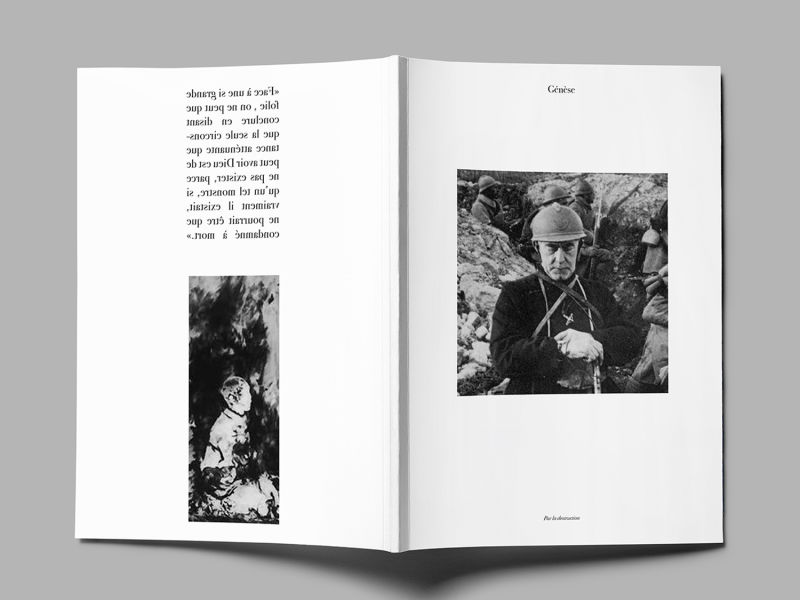 «Face à une si grande
folie , on ne peut que
conclure en disant
que la seule circons-
tance atténuante que
peut avoir Dieu est de
ne pas exister, parce
qu'un tel monstre, si
vraiment il existait,
ne pourrait être que
condamné à mort.»
Génèse
Par la destruction